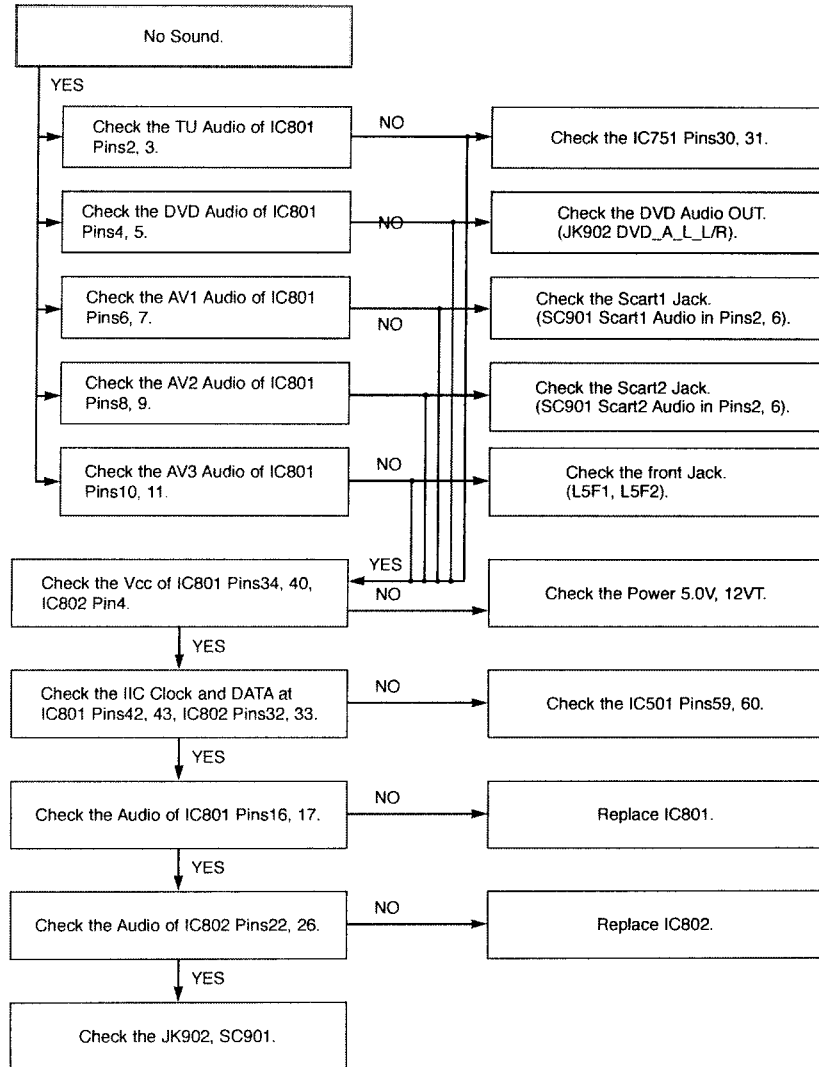 No Sound.
YES
Check the TU Audio of IC801
Pins2, 3.
NO
Check the IC751 Pins30, 31.
Check the DVD Audio of IC801
Pins4, 5.
NO
Check the DVD Audio OUT.
(JK902 DVD_A_L_L/R).
Check the AV1 Audio of IC801
Pins6, 7.
NO
Check the Scart1 Jack.
(SC901 Scart1 Audio in Pins2, 6).
Check the AV2 Audio of IC801
Pins8, 9.
Check the Scart2 Jack.
(SC901 Scart2 Audio in Pins2, 6).
Check the AV3 Audio of IC801
Pins10, 11.
NO
Check the front Jack.
(L5F1, L5F2).
YES
Check the Vcc of IC801 Pins34, 40,
IC802 Pin4.
NO
Check the Power 5.0V, 12VT.
YES
Check the IIC Clock and DATA at
IC801 Pins42, 43, IC802 Pins32, 33.
NO
Check the IC501 Pins59, 60.
YES
Check the Audio of IC801 Pins16, 17.
NO
Replace IC801.
YES
Check the Audio of IC802 Pins22, 26.
NO
Replace IC802.
YES
Check the JK902, SC901.